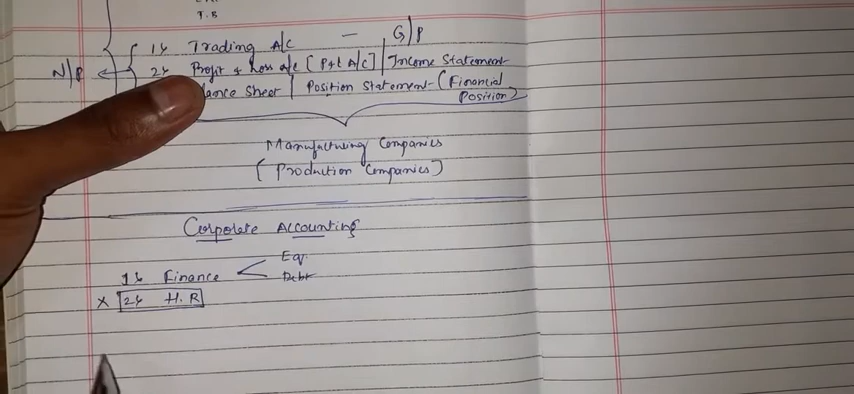 T.B
1) Trading A/c — G/P
N/P 2) Profit & Loss a/c [P+L A/c] | Income Statement
lance Sheet | Position Statement - (Financial Position)
Manufacturing Companies
(Production Companies)
Corporate Accounting
1) Finance < Eq.
Debt
x 2) H.R